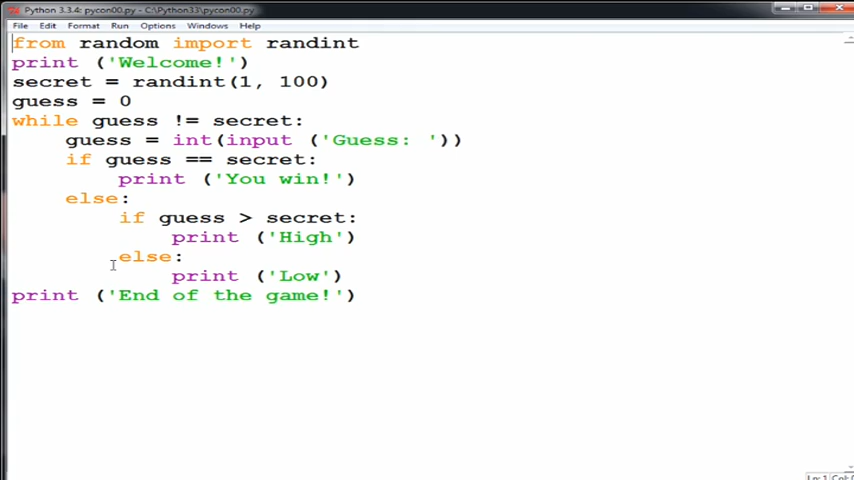 Python 3.3.4: pycon00.py - C:\Python33\pycon00.py
File Edit Format Run Options Windows Help
from random import randint
print ('Welcome!')
secret = randint(1, 100)
guess = 0
while guess != secret:
    guess = int(input ('Guess: '))
    if guess == secret:
        print ('You win!')
    else:
        if guess > secret:
            print ('High')
        else:
            print ('Low')
print ('End of the game!')